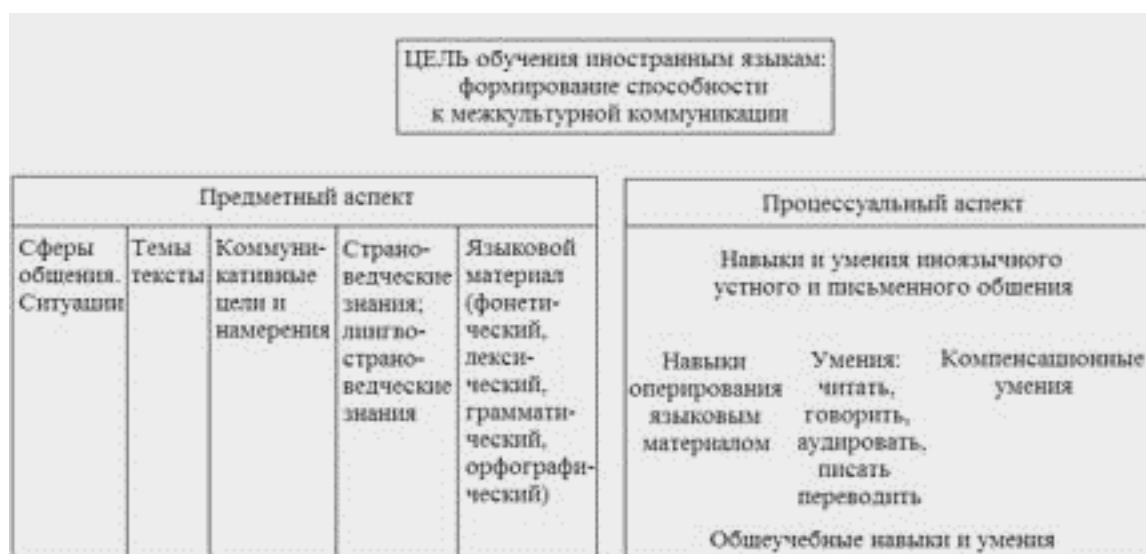 ЦЕЛЬ обучения иностранным языкам:
формирование способности
к межкультурной коммуникации
Предметный аспект
Сферы
общения.
Ситуации
Темы
тексты
Коммуни-
кативные
цели и
намерения
Страно-
ведческие
знания;
лингво-
страно-
ведческие
знания
Языковой
материал
(фонети-
ческий,
лекси-
ческий,
граммати-
ческий,
орфографи-
ческий)
Процессуальный аспект
Навыки и умения иноязычного
устного и письменного общения
Навыки
оперирования
языковым
материалом
Умения:
читать,
говорить,
аудировать,
писать
переводить
Компенсационные
умения
Общеучебные навыки и умения